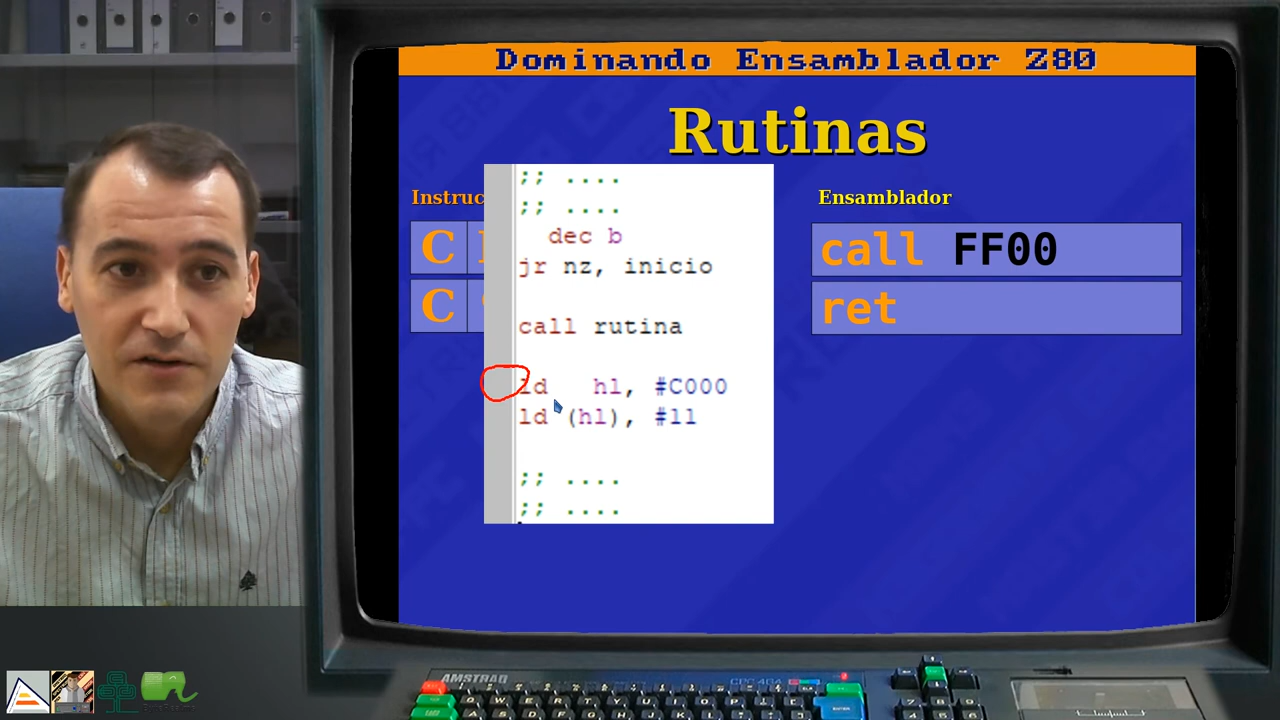 Dominando Ensamblador Z80
Rutinas
Instruc
Ensamblador
C
call FF00
C
ret
;; ....
;; ....
dec b
jr nz, inicio
call rutina
ld hl, #C000
ld (hl), #11
;; ....
;; ....
AMSTRAD